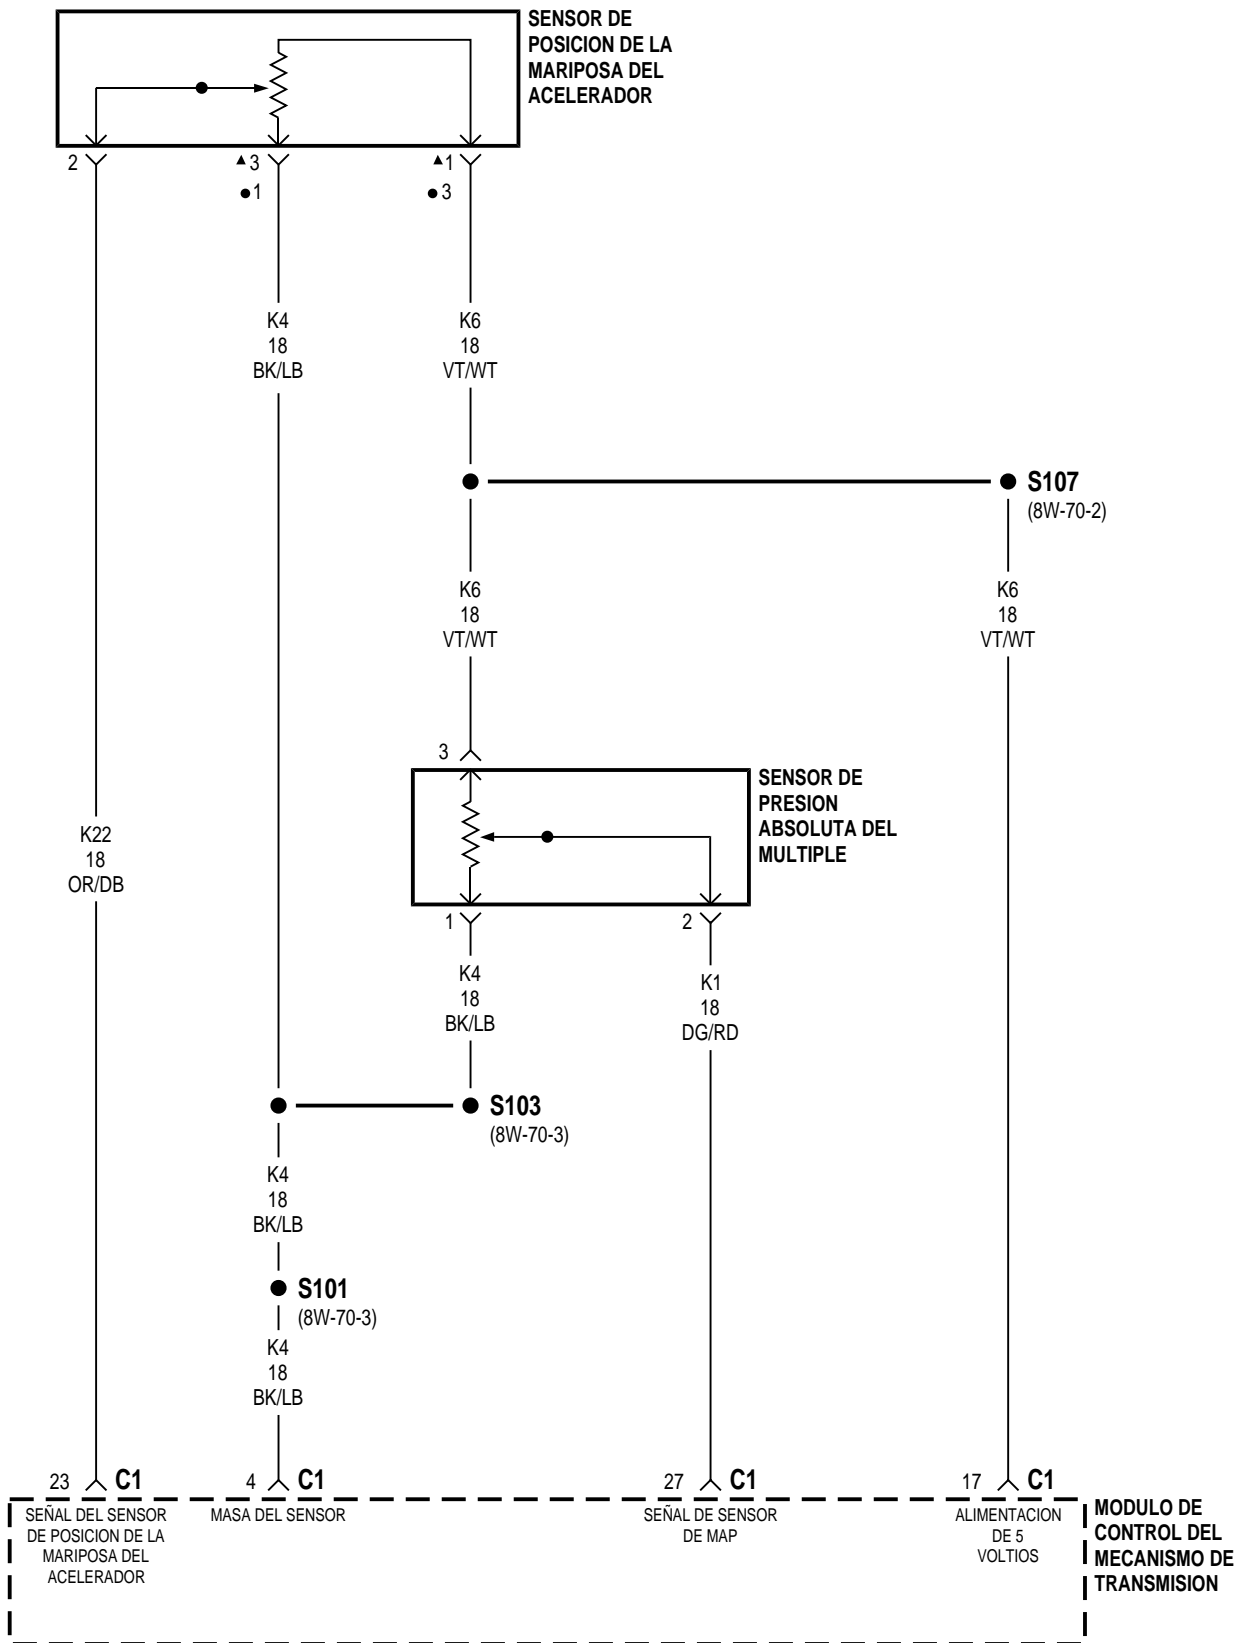 SENSOR DE
POSICION DE LA
MARIPOSA DEL
ACELERADOR
2
▲3
▲1
●1
●3
K4
18
BK/LB
K6
18
VT/WT
S107
(8W-70-2)
K6
18
VT/WT
K6
18
VT/WT
3
SENSOR DE
PRESION
ABSOLUTA DEL
MULTIPLE
K22
18
OR/DB
1
2
K4
18
BK/LB
K1
18
DG/RD
S103
(8W-70-3)
K4
18
BK/LB
S101
(8W-70-3)
K4
18
BK/LB
23 C1
4 C1
27 C1
17 C1
SEÑAL DEL SENSOR
DE POSICION DE LA
MARIPOSA DEL
ACELERADOR
MASA DEL SENSOR
SEÑAL DE SENSOR
DE MAP
ALIMENTACION
DE 5
VOLTIOS
MODULO DE
CONTROL DEL
MECANISMO DE
TRANSMISION